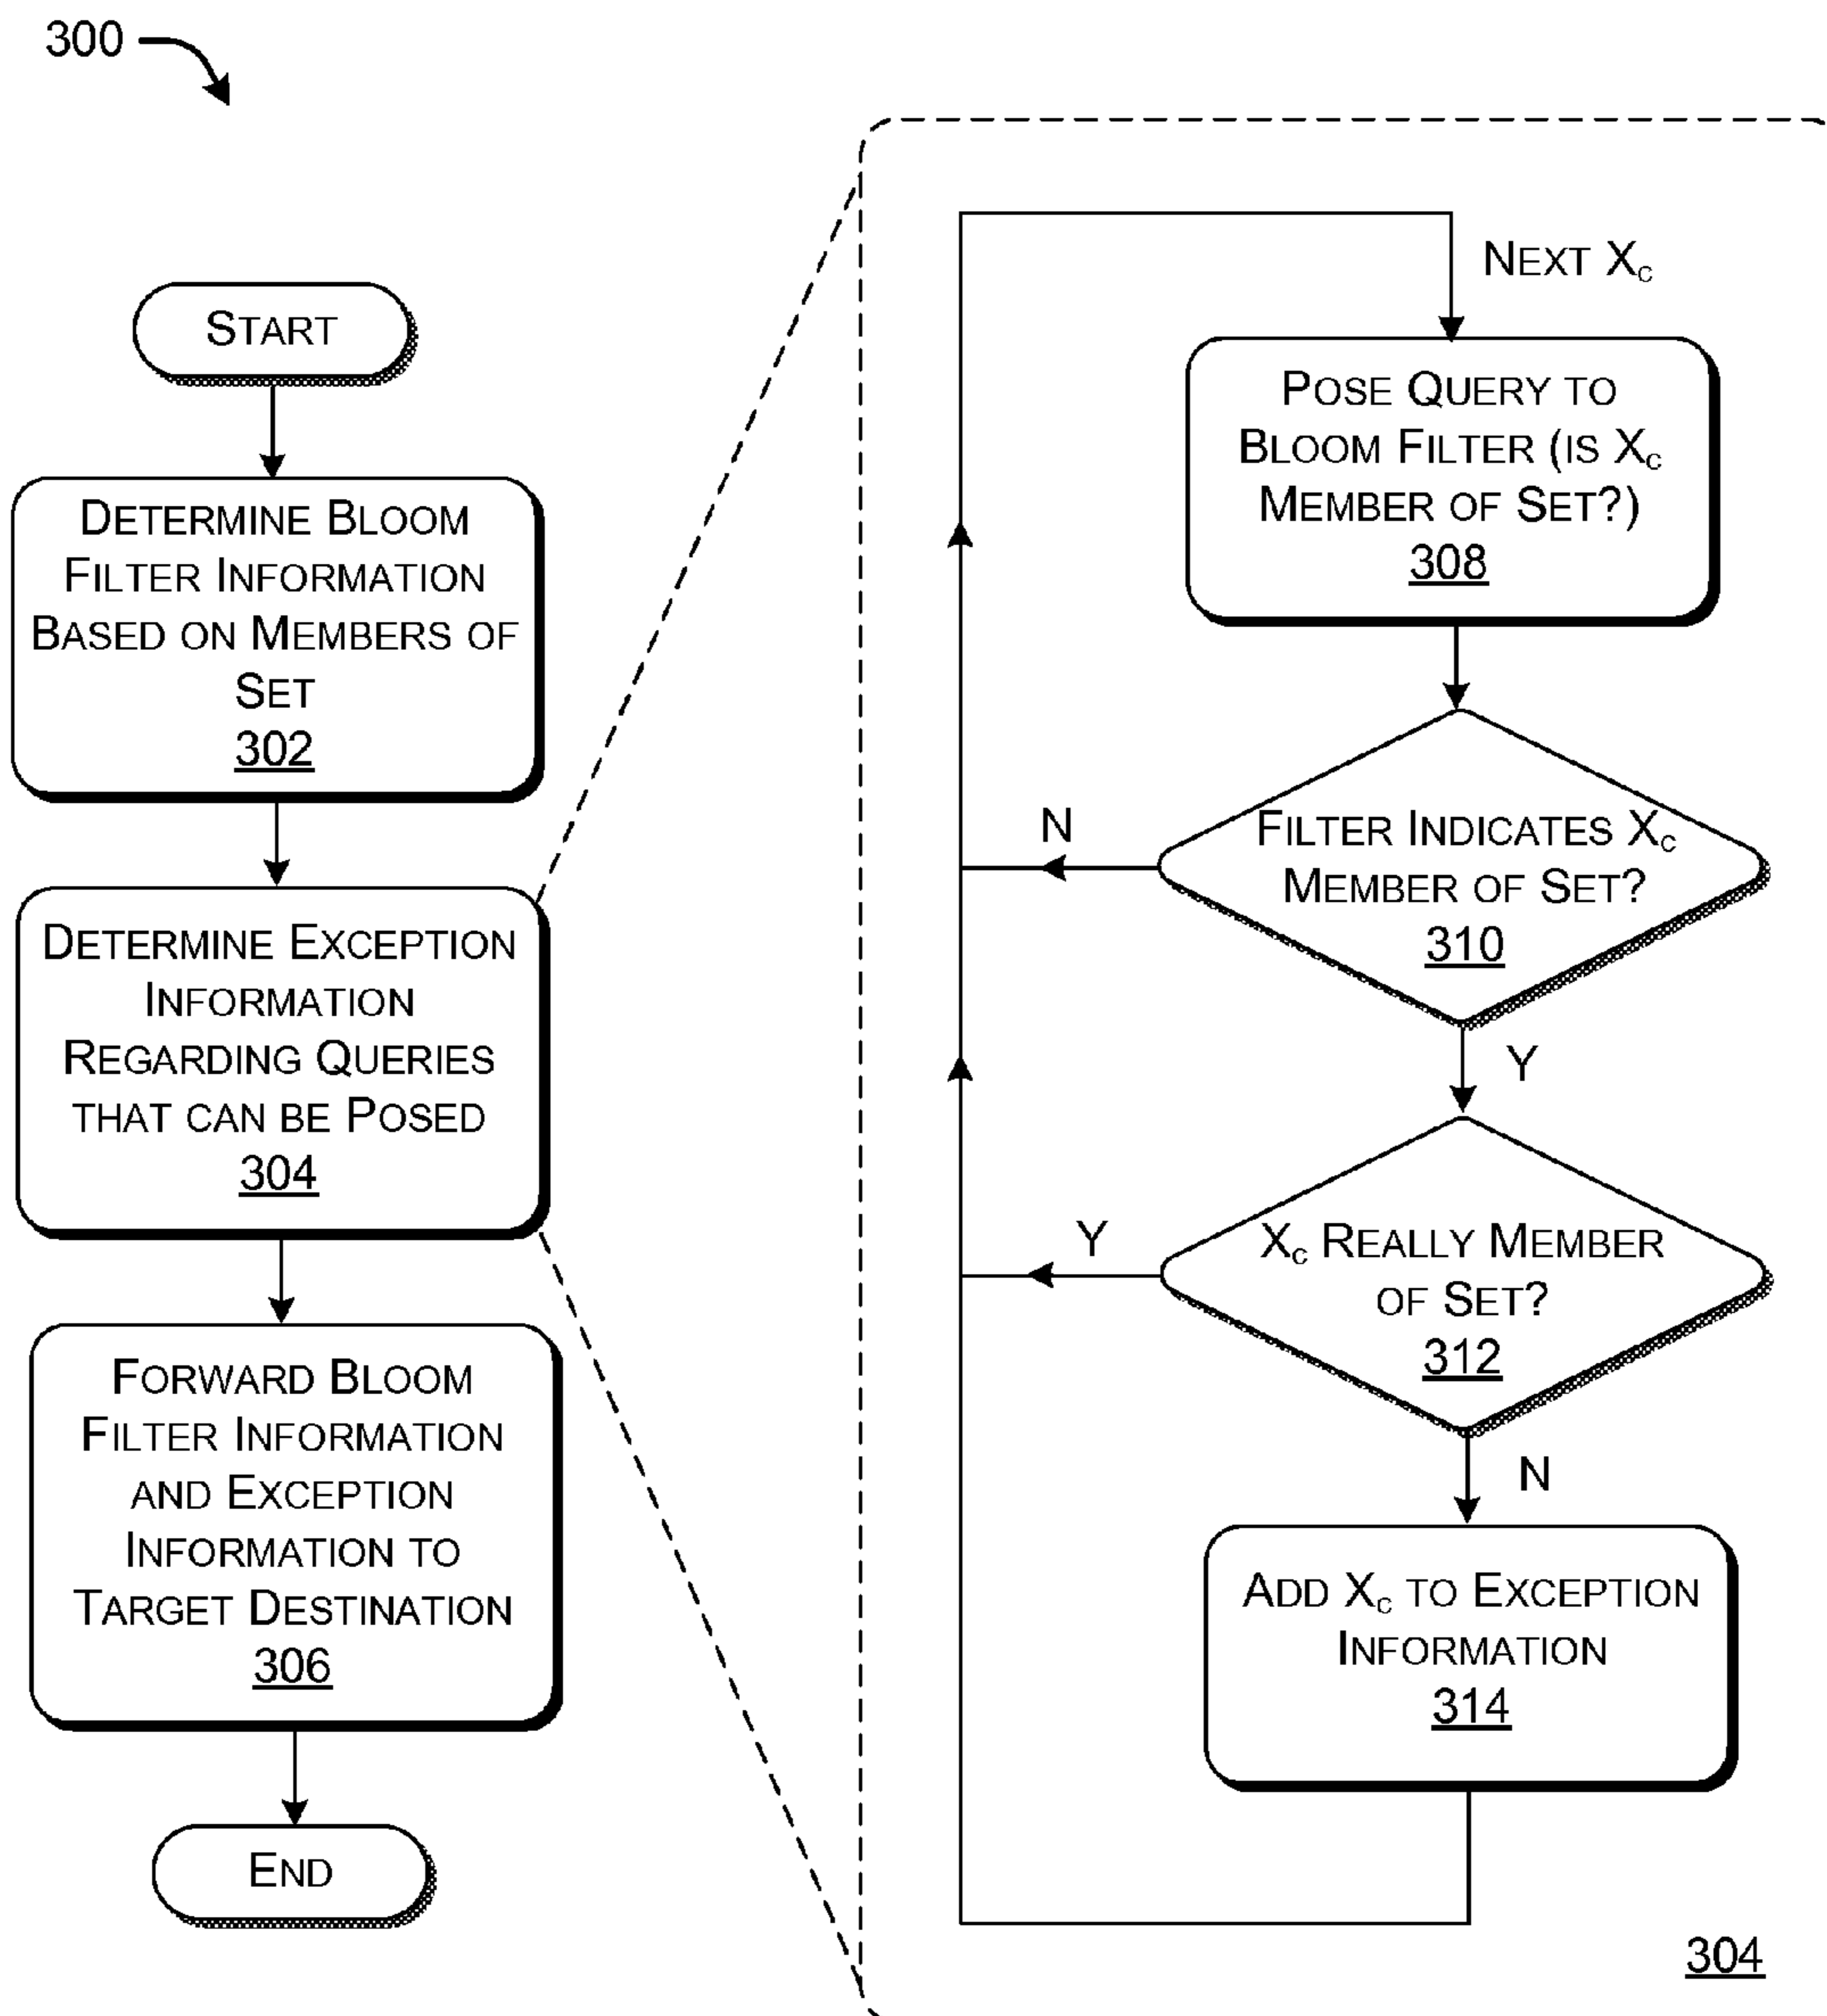 300
START
DETERMINE BLOOM
FILTER INFORMATION
BASED ON MEMBERS OF
SET
302
DETERMINE EXCEPTION
INFORMATION
REGARDING QUERIES
THAT CAN BE POSED
304
FORWARD BLOOM
FILTER INFORMATION
AND EXCEPTION
INFORMATION TO
TARGET DESTINATION
306
END
NEXT Xc
POSE QUERY TO
BLOOM FILTER (IS Xc
MEMBER OF SET?)
308
N
FILTER INDICATES Xc
MEMBER OF SET?
310
Y
Y
Xc REALLY MEMBER
OF SET?
312
N
ADD Xc TO EXCEPTION
INFORMATION
314
304